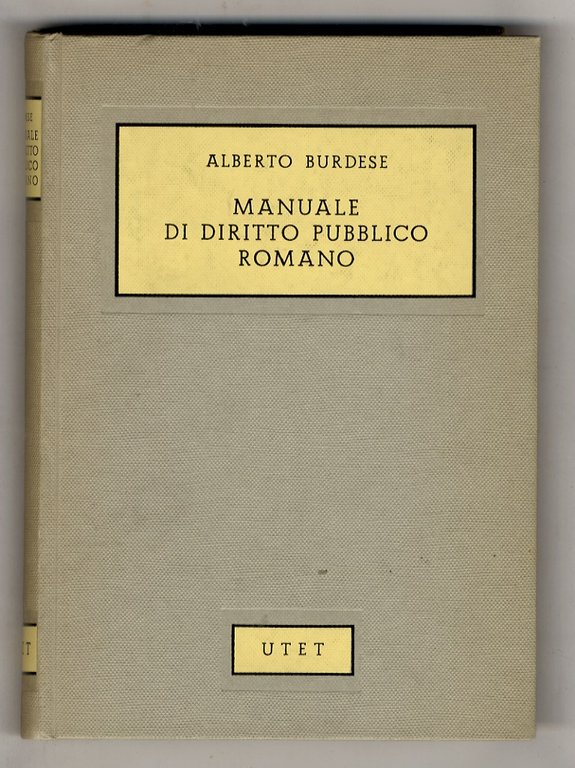 ALBERTO BURDESE
MANUALE
DI DIRITTO PUBBLICO
ROMANO
UTET